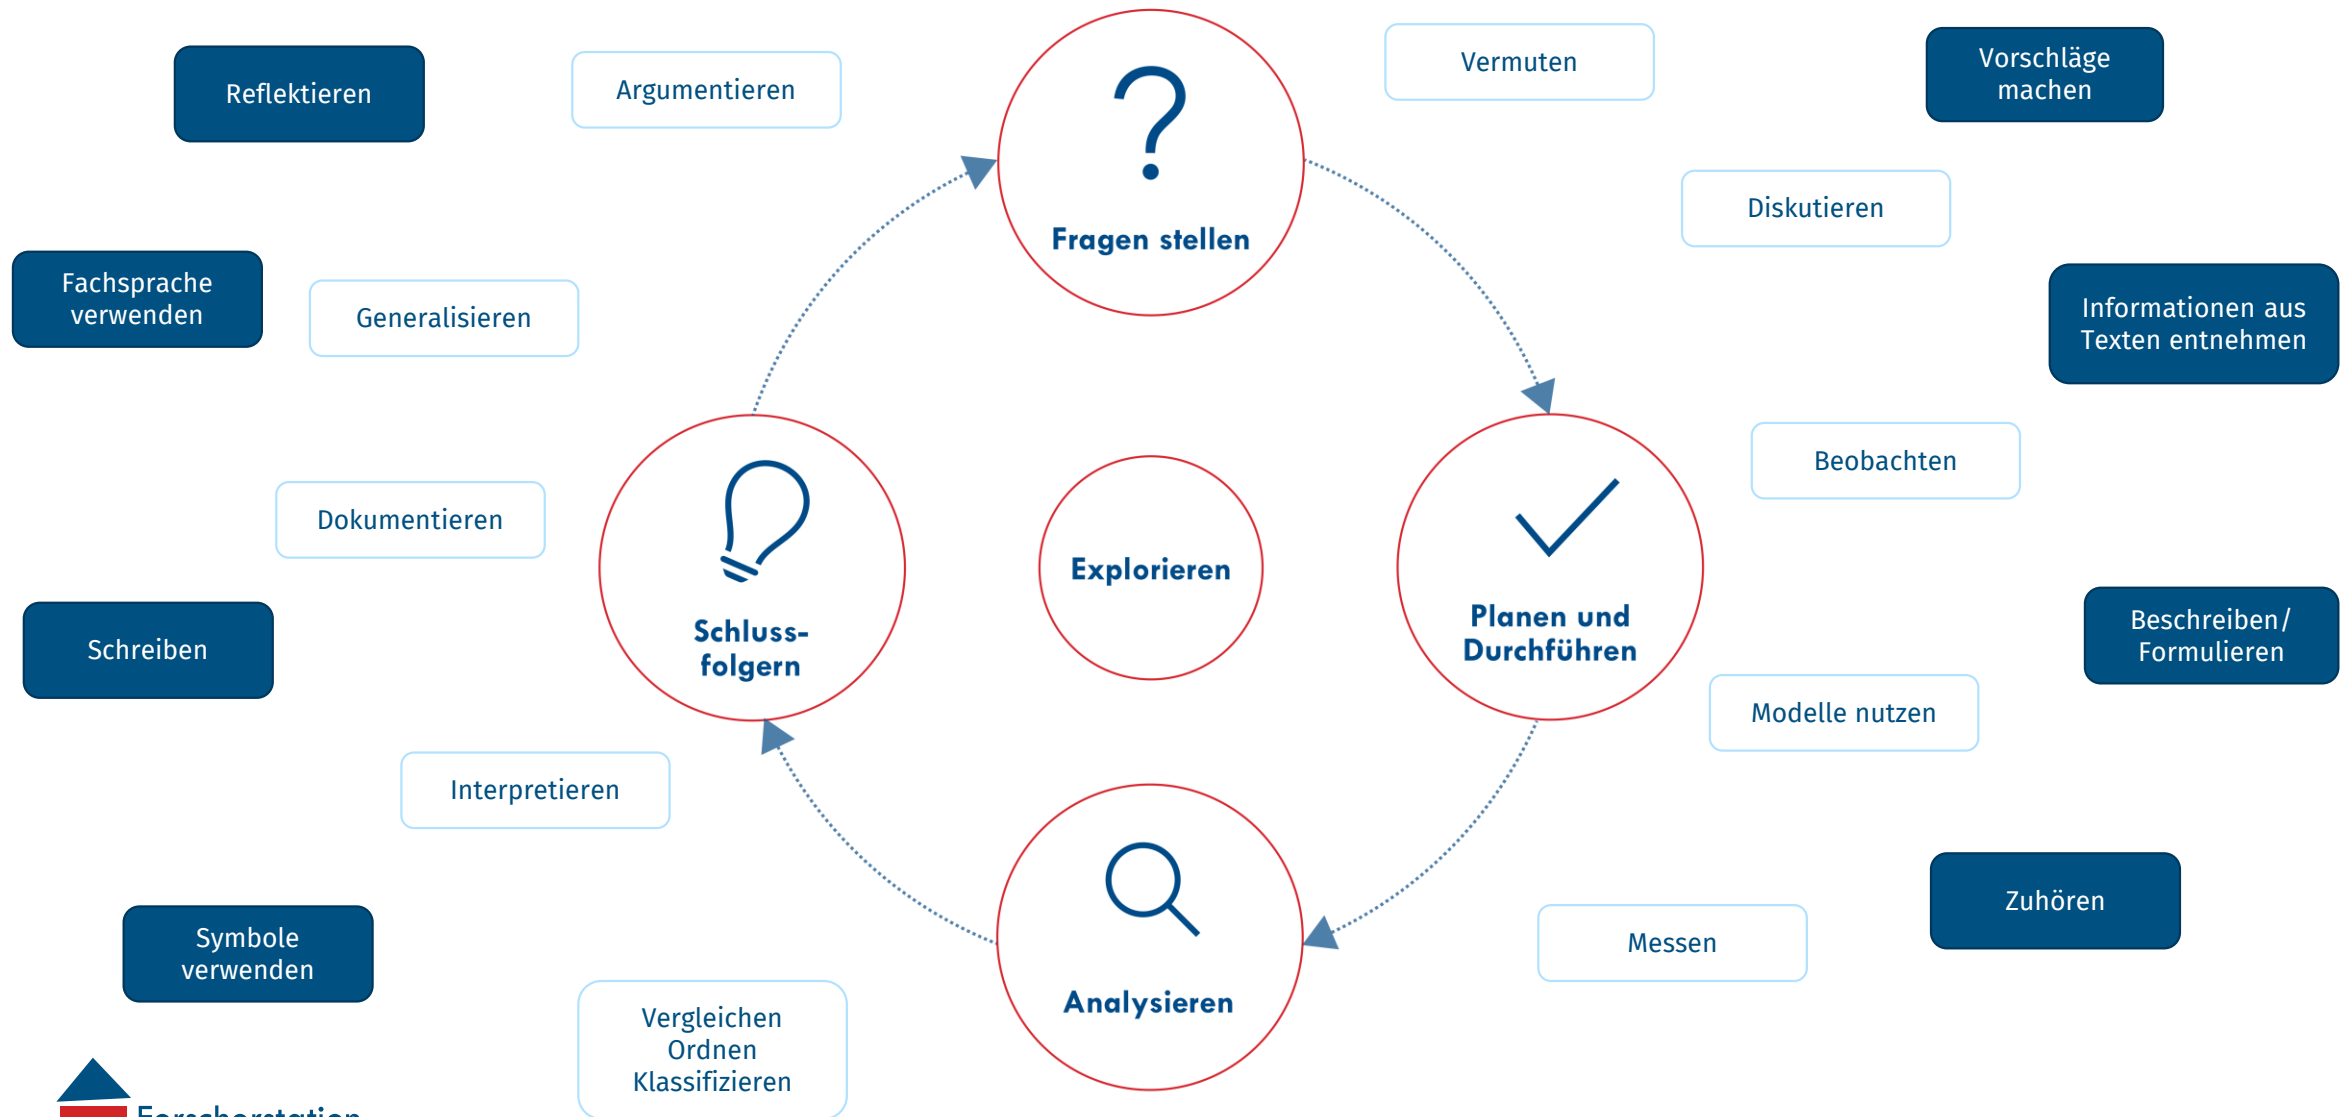 Reflektieren
Argumentieren
Vermuten
Vorschläge
machen
Fragen stellen
Diskutieren
Fachsprache
verwenden
Generalisieren
Informationen aus
Texten entnehmen
Beobachten
Dokumentieren
Explorieren
Schluss-
folgern
Planen und
Durchführen
Beschreiben/
Formulieren
Schreiben
Modelle nutzen
Interpretieren
Zuhören
Symbole
verwenden
Messen
Analysieren
Vergleichen
Ordnen
Klassifizieren
Forscherstation